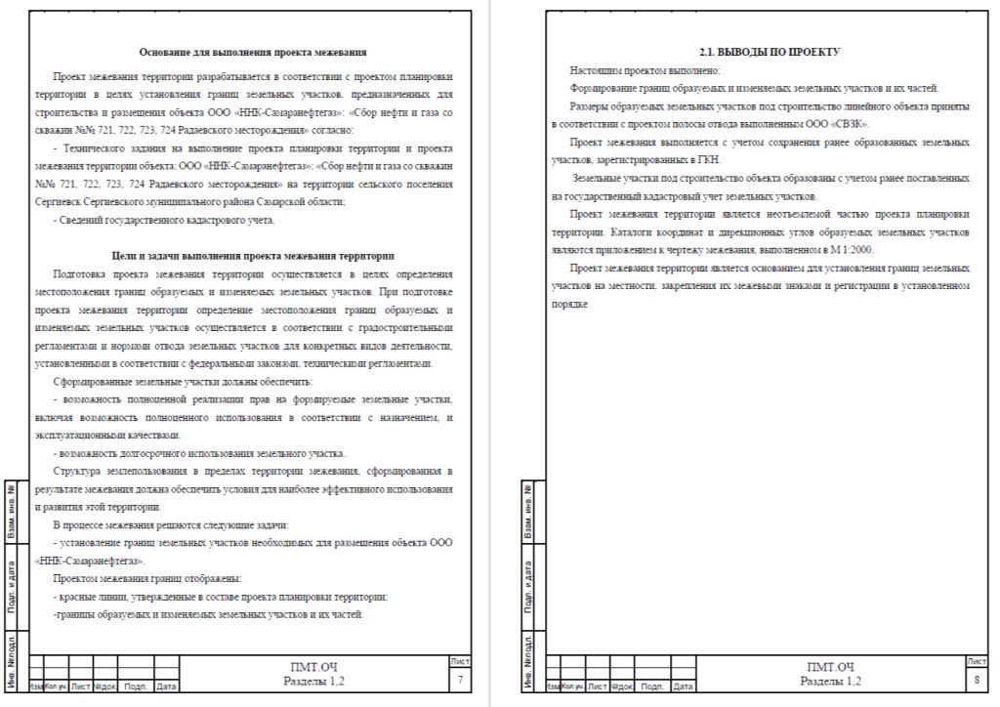 Основание для выполнения проекта межевания
Проект межевания территории разрабатывается в соответствии с проектом планировки
территории в целях установления границ земельных участков, предназначенных для
строительства и размещения объекта ООО «ННК-Самаранефтегаз»: «Сбор нефти и газа со
скважин №№ 721, 722, 723, 724 Радаевского месторождения» согласно:
- Технического задания на выполнение проекта планировки территории и проекта
межевания территории объекта: ООО «ННК-Самаранефтегаз»: «Сбор нефти и газа со скважин
№№ 721, 722, 723, 724 Радаевского месторождения» на территории сельского поселения
Сергиевск Сергиевского муниципального района Самарской области;
- Сведений государственного кадастрового учета.
Цели и задачи выполнения проекта межевания территории
Подготовка проекта межевания территории осуществляется в целях определения
местоположения границ образуемых и изменяемых земельных участков. При подготовке
проекта межевания территории определение местоположения границ образуемых и
изменяемых земельных участков осуществляется в соответствии с градостроительными
регламентами и нормами отвода земельных участков для конкретных видов деятельности,
установленными в соответствии с федеральными законами, техническими регламентами.
Сформированные земельные участки должны обеспечить:
- возможность полноценной реализации прав на формируемые земельные участки,
включая возможность полноценного использования в соответствии с назначением, и
эксплуатационными качествами.
- возможность долгосрочного использования земельного участка.
Структура землепользования в пределах территории межевания, сформированная в
результате межевания должна обеспечить условия для наиболее эффективного использования
и развития этой территории.
В процессе межевания решаются следующие задачи:
- установление границ земельных участков необходимых для размещения объекта ООО
«ННК-Самаранефтегаз».
Проектом межевания границ отображены:
- красные линии, утвержденные в составе проекта планировки территории;
-границы образуемых и изменяемых земельных участков и их частей.
Взам. инв. №
Подп. и дата
Инв. №подл.
Изм Кол.уч. Лист №док Подп. Дата
ПМТ.ОЧ
Разделы 1,2
Лист
7
2.1. ВЫВОДЫ ПО ПРОЕКТУ
Настоящим проектом выполнено:
Формирование границ образуемых и изменяемых земельных участков и их частей.
Размеры образуемых земельных участков под строительство линейного объекта приняты
в соответствии с проектом полосы отвода выполненным ООО «СВЗК».
Проект межевания выполняется с учетом сохранения ранее образованных земельных
участков, зарегистрированных в ГКН.
Земельные участки под строительство объекта образованы с учетом ранее поставленных
на государственный кадастровый учет земельных участков.
Проект межевания территории является неотъемлемой частью проекта планировки
территории. Каталоги координат и дирекционных углов образуемых земельных участков
являются приложением к чертежу межевания, выполненном в М 1:2000.
Проект межевания территории является основанием для установления границ земельных
участков на местности, закрепления их межевыми знаками и регистрации в установленном
порядке
Взам. инв. №
Подп. и дата
Инв. №подл.
Изм Кол.уч. Лист №док Подп. Дата
ПМТ.ОЧ
Разделы 1,2
Лист
8